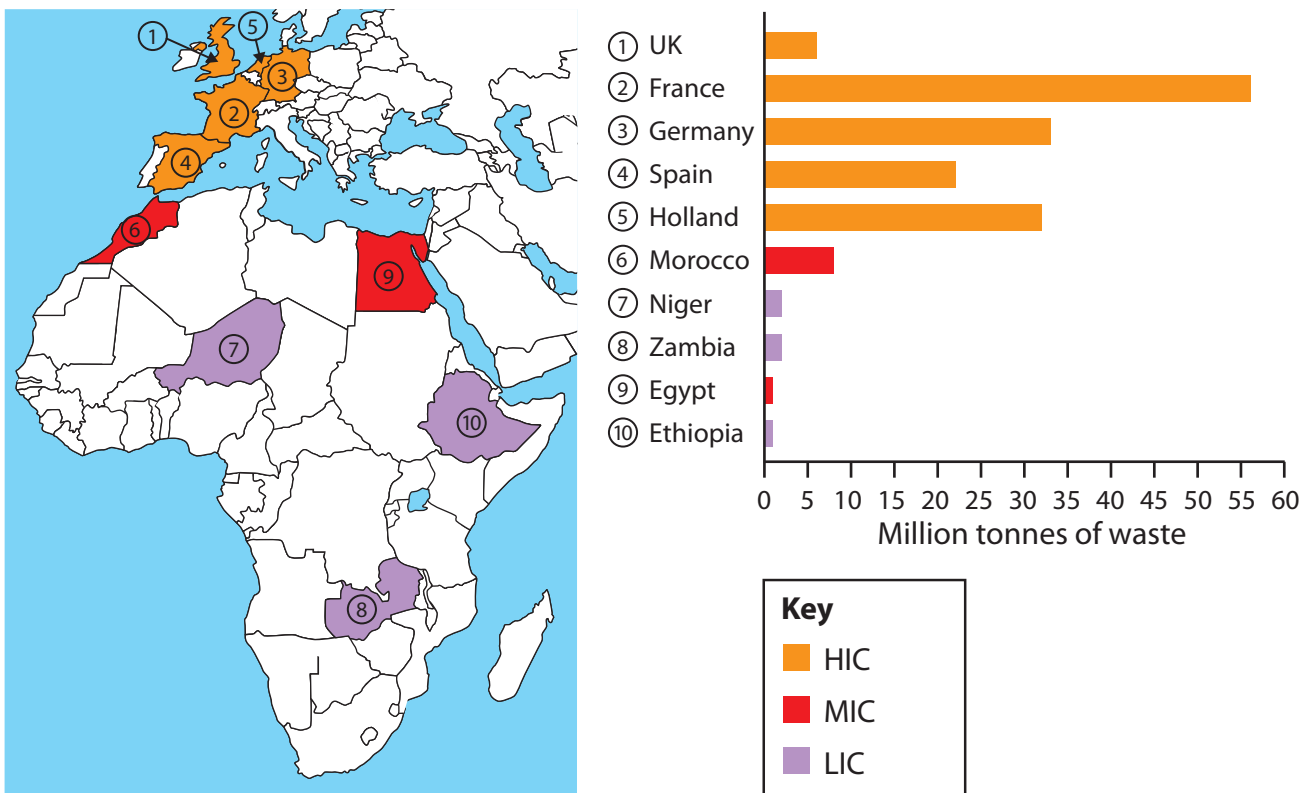 1
5
3
2
4
6
9
7
10
8
1 UK
2 France
3 Germany
4 Spain
5 Holland
6 Morocco
7 Niger
8 Zambia
9 Egypt
10 Ethiopia
0 5 10 15 20 25 30 35 40 45 50 55 60
Million tonnes of waste
Key
HIC
MIC
LIC